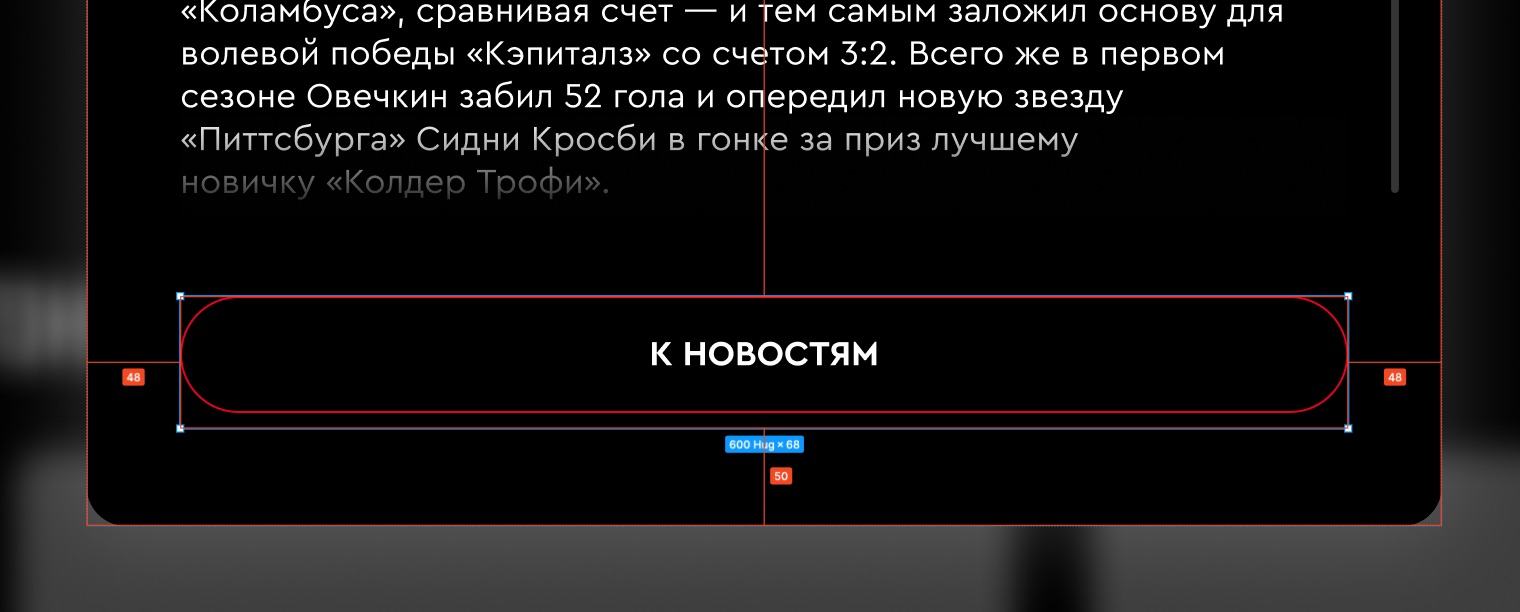 «Коламбуса», сравнивая счет — и тем самым заложил основу для
волевой победы «Кэпиталз» со счетом 3:2. Всего же в первом
сезоне Овечкин забил 52 гола и опередил новую звезду
«Питтсбурга» Сидни Кросби в гонке за приз лучшему
новичку «Колдер Трофи».
К НОВОСТЯМ
48
48
600 Hug × 68
50